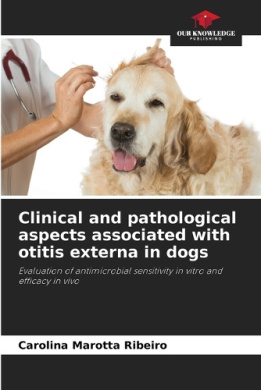 OUR KNOWLEDGE
PUBLISHING
Clinical and pathological
aspects associated with
otitis externa in dogs
Evaluation of antimicrobial sensitivity in vitro and
efficacy in vivo
Carolina Marotta Ribeiro